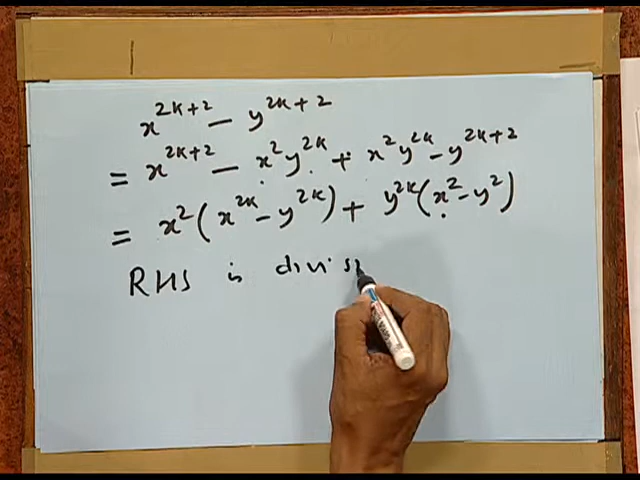 x^{2k+2} - y^{2k+2}
= x^{2k+2} - x^2 y^{2k} + x^2 y^{2k} - y^{2k+2}
= x^2 (x^{2k} - y^{2k}) + y^{2k} (x^2 - y^2)
RHS is divis